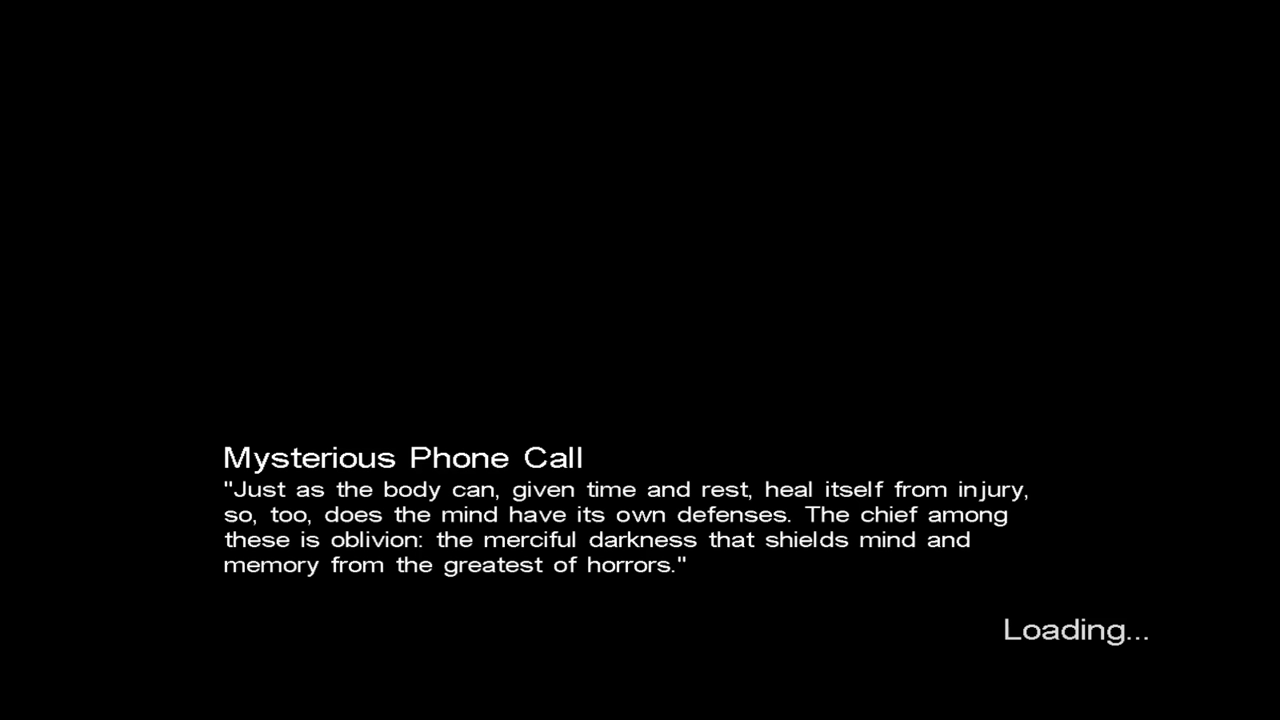 Mysterious Phone Call
"Just as the body can, given time and rest, heal itself from injury,
so, too, does the mind have its own defenses. The chief among
these is oblivion: the merciful darkness that shields mind and
memory from the greatest of horrors."
Loading...